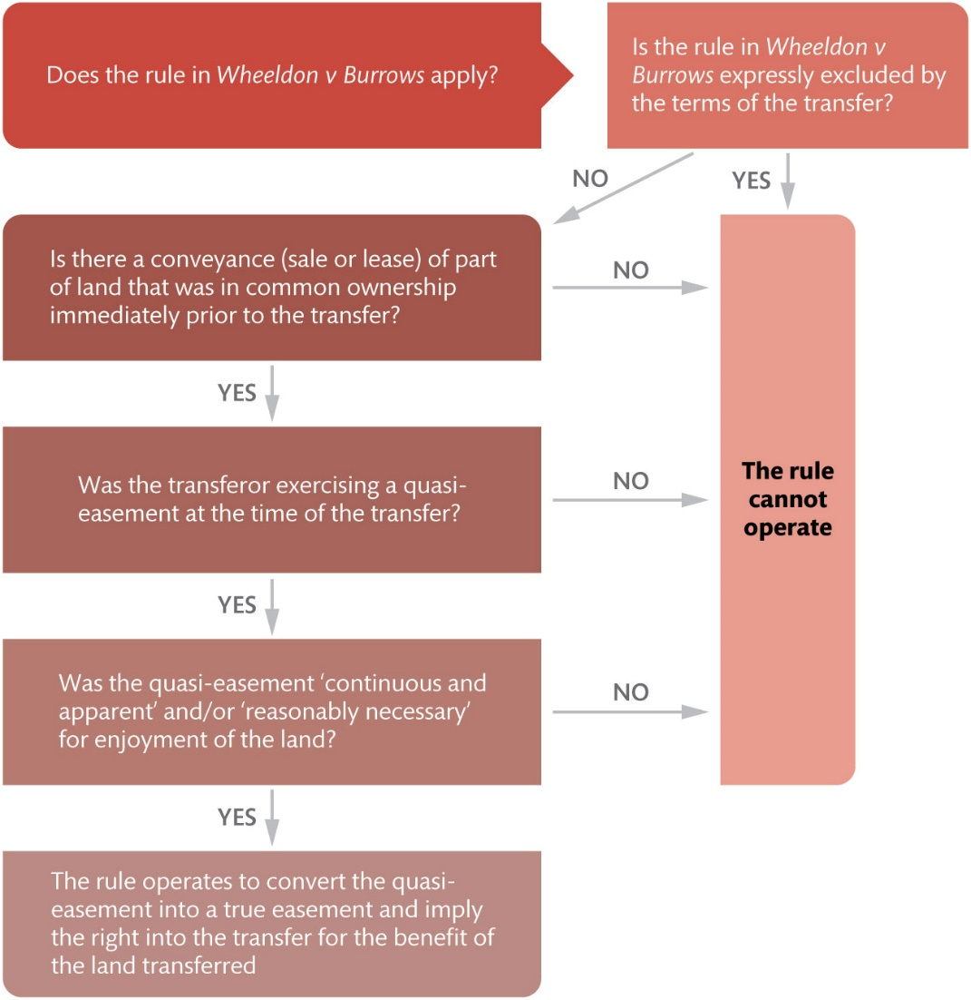 Does the rule in Wheeldon v Burrows apply?
Is the rule in Wheeldon v
Burrows expressly excluded by
the terms of the transfer?
NO
YES
Is there a conveyance (sale or lease) of part
of land that was in common ownership
immediately prior to the transfer?
NO
YES
Was the transferor exercising a quasi-
easement at the time of the transfer?
NO
The rule
cannot
operate
YES
Was the quasi-easement ‘continuous and
apparent’ and/or ‘reasonably necessary’
for enjoyment of the land?
NO
YES
The rule operates to convert the quasi-
easement into a true easement and imply
the right into the transfer for the benefit of
the land transferred